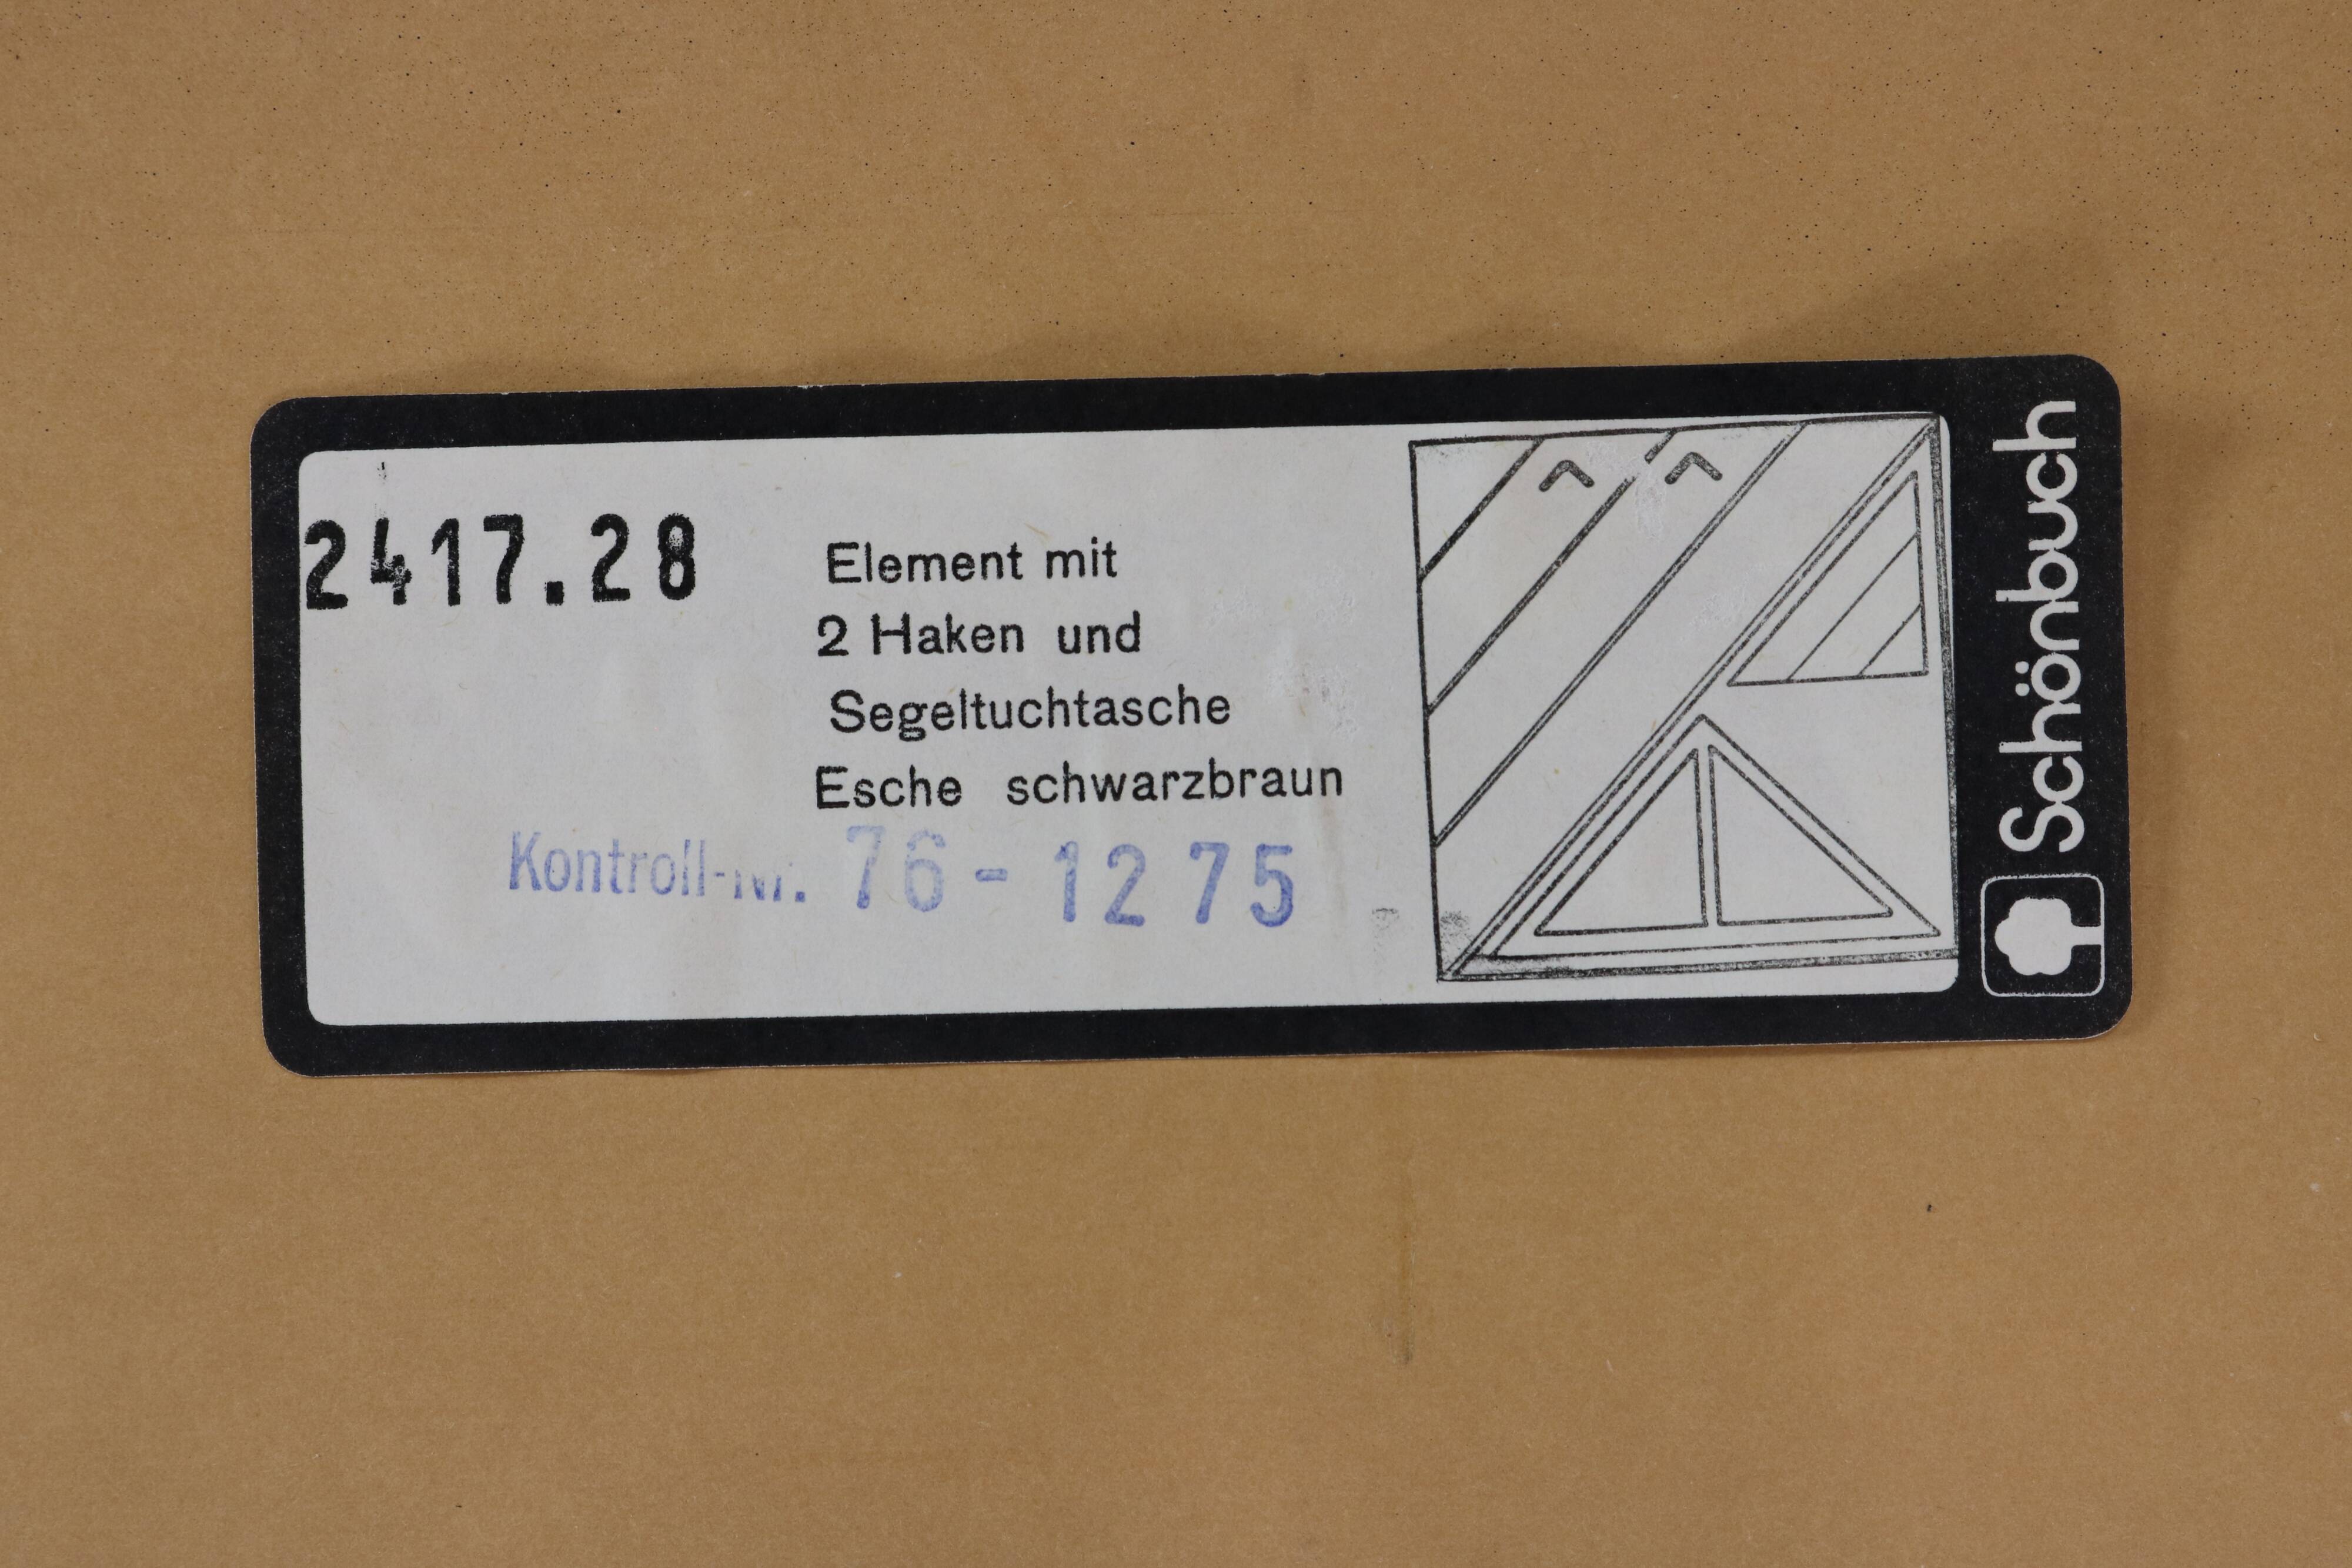 2417.28
Element mit
2 Haken und
Segeltuchtasche
Esche schwarzbraun
Kontroll-Nr. 76-1275
Schönbuch